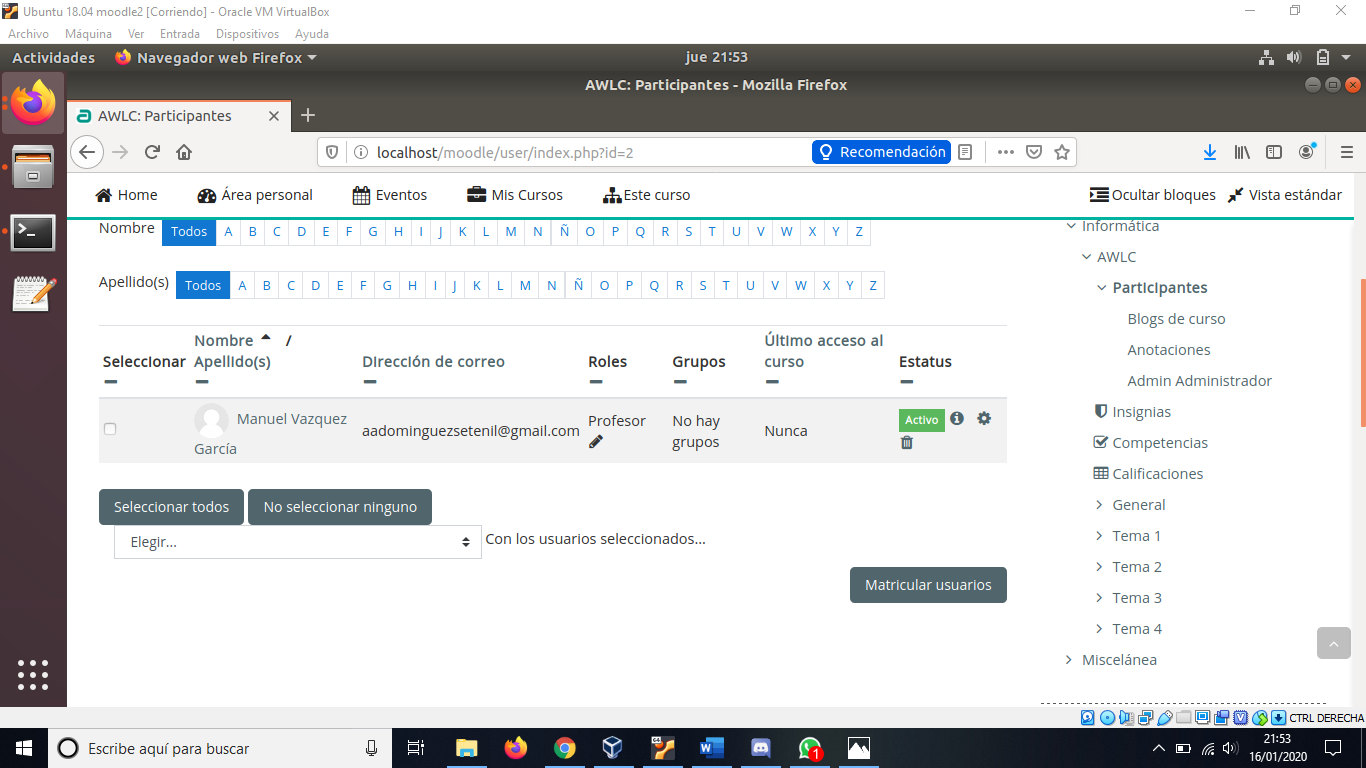 Ubuntu 18.04 moodle2 [Corriendo] - Oracle VM VirtualBox
Archivo Máquina Ver Entrada Dispositivos Ayuda
Actividades Navegador web Firefox jue 21:53
AWLC: Participantes - Mozilla Firefox
AWLC: Participantes
localhost/moodle/user/index.php?id=2 Recomendación
Home Área personal Eventos Mis Cursos Este curso Ocultar bloques Vista estándar
Nombre Todos A B C D E F G H I J K L M N Ñ O P Q R S T U V W X Y Z
Apellido(s) Todos A B C D E F G H I J K L M N Ñ O P Q R S T U V W X Y Z
Seleccionar Nombre / Apellido(s) Dirección de correo Roles Grupos Último acceso al curso Estatus
Manuel Vazquez García aadominguezsetenil@gmail.com Profesor No hay grupos Nunca Activo
Seleccionar todos No seleccionar ninguno
Elegir... Con los usuarios seleccionados...
Matricular usuarios
Informática
AWLC
Participantes
Blogs de curso
Anotaciones
Admin Administrador
Insignias
Competencias
Calificaciones
General
Tema 1
Tema 2
Tema 3
Tema 4
Miscelánea
CTRL DERECHA
Escribe aquí para buscar
64
1
21:53
16/01/2020